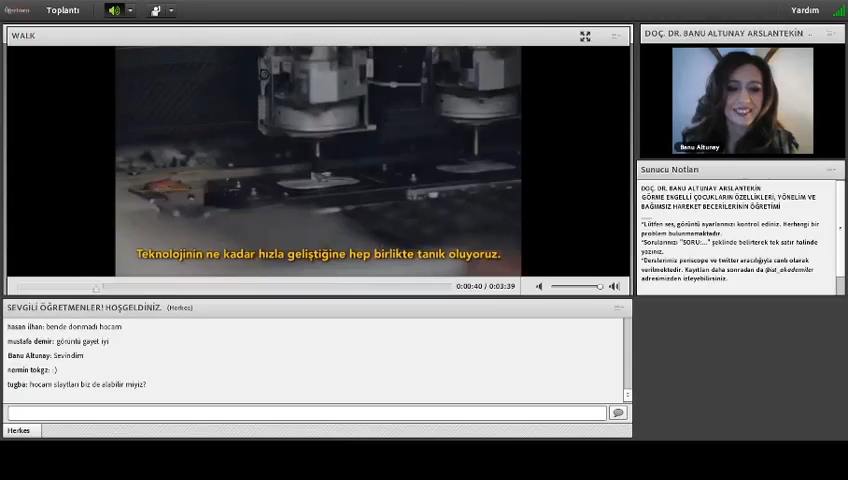 öğretmen
Toplantı
Yardım
WALK
DOÇ. DR. BANU ALTUNAY ARSLANTEKİN ..
Banu Altunay
Teknolojinin ne kadar hızla geliştiğine hep birlikte tanık oluyoruz.
0:00:40 / 0:03:39
Sunucu Notları
DOÇ. DR. BANU ALTUNAY ARSLANTEKİN
GÖRME ENGELLİ ÇOCUKLARIN ÖZELLİKLERİ, YÖNELİM VE
BAĞIMSIZ HAREKET BECERİLERİNİN ÖĞRETİMİ
*Lütfen ses, görüntü ayarlarınızı kontrol ediniz. Herhangi bir
problem bulunmamaktadır.
*Sorularınızı "SORU:..." şeklinde belirterek tek satır halinde
yazınız.
*Derslerimiz periscope ve twitter aracılığıyla canlı olarak
verilmektedir. Kayıtları daha sonradan da @ist_akademiler
adresimizden izleyebilirsiniz.
SEVGİLİ ÖĞRETMENLER! HOŞGELDİNİZ. (Herkes)
hasan ilhan: bende donmadı hocam
mustafa demir: görüntü gayet iyi
Banu Altunay: Sevindim
nermin tokgz: :)
tugba: hocam slaytları biz de alabilir miyiz?
Herkes